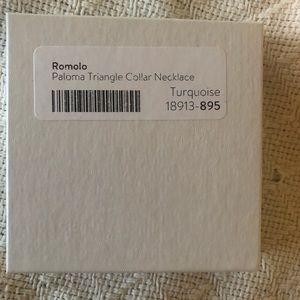 Romolo
Paloma Triangle Collar Necklace
Turquoise
18913-895